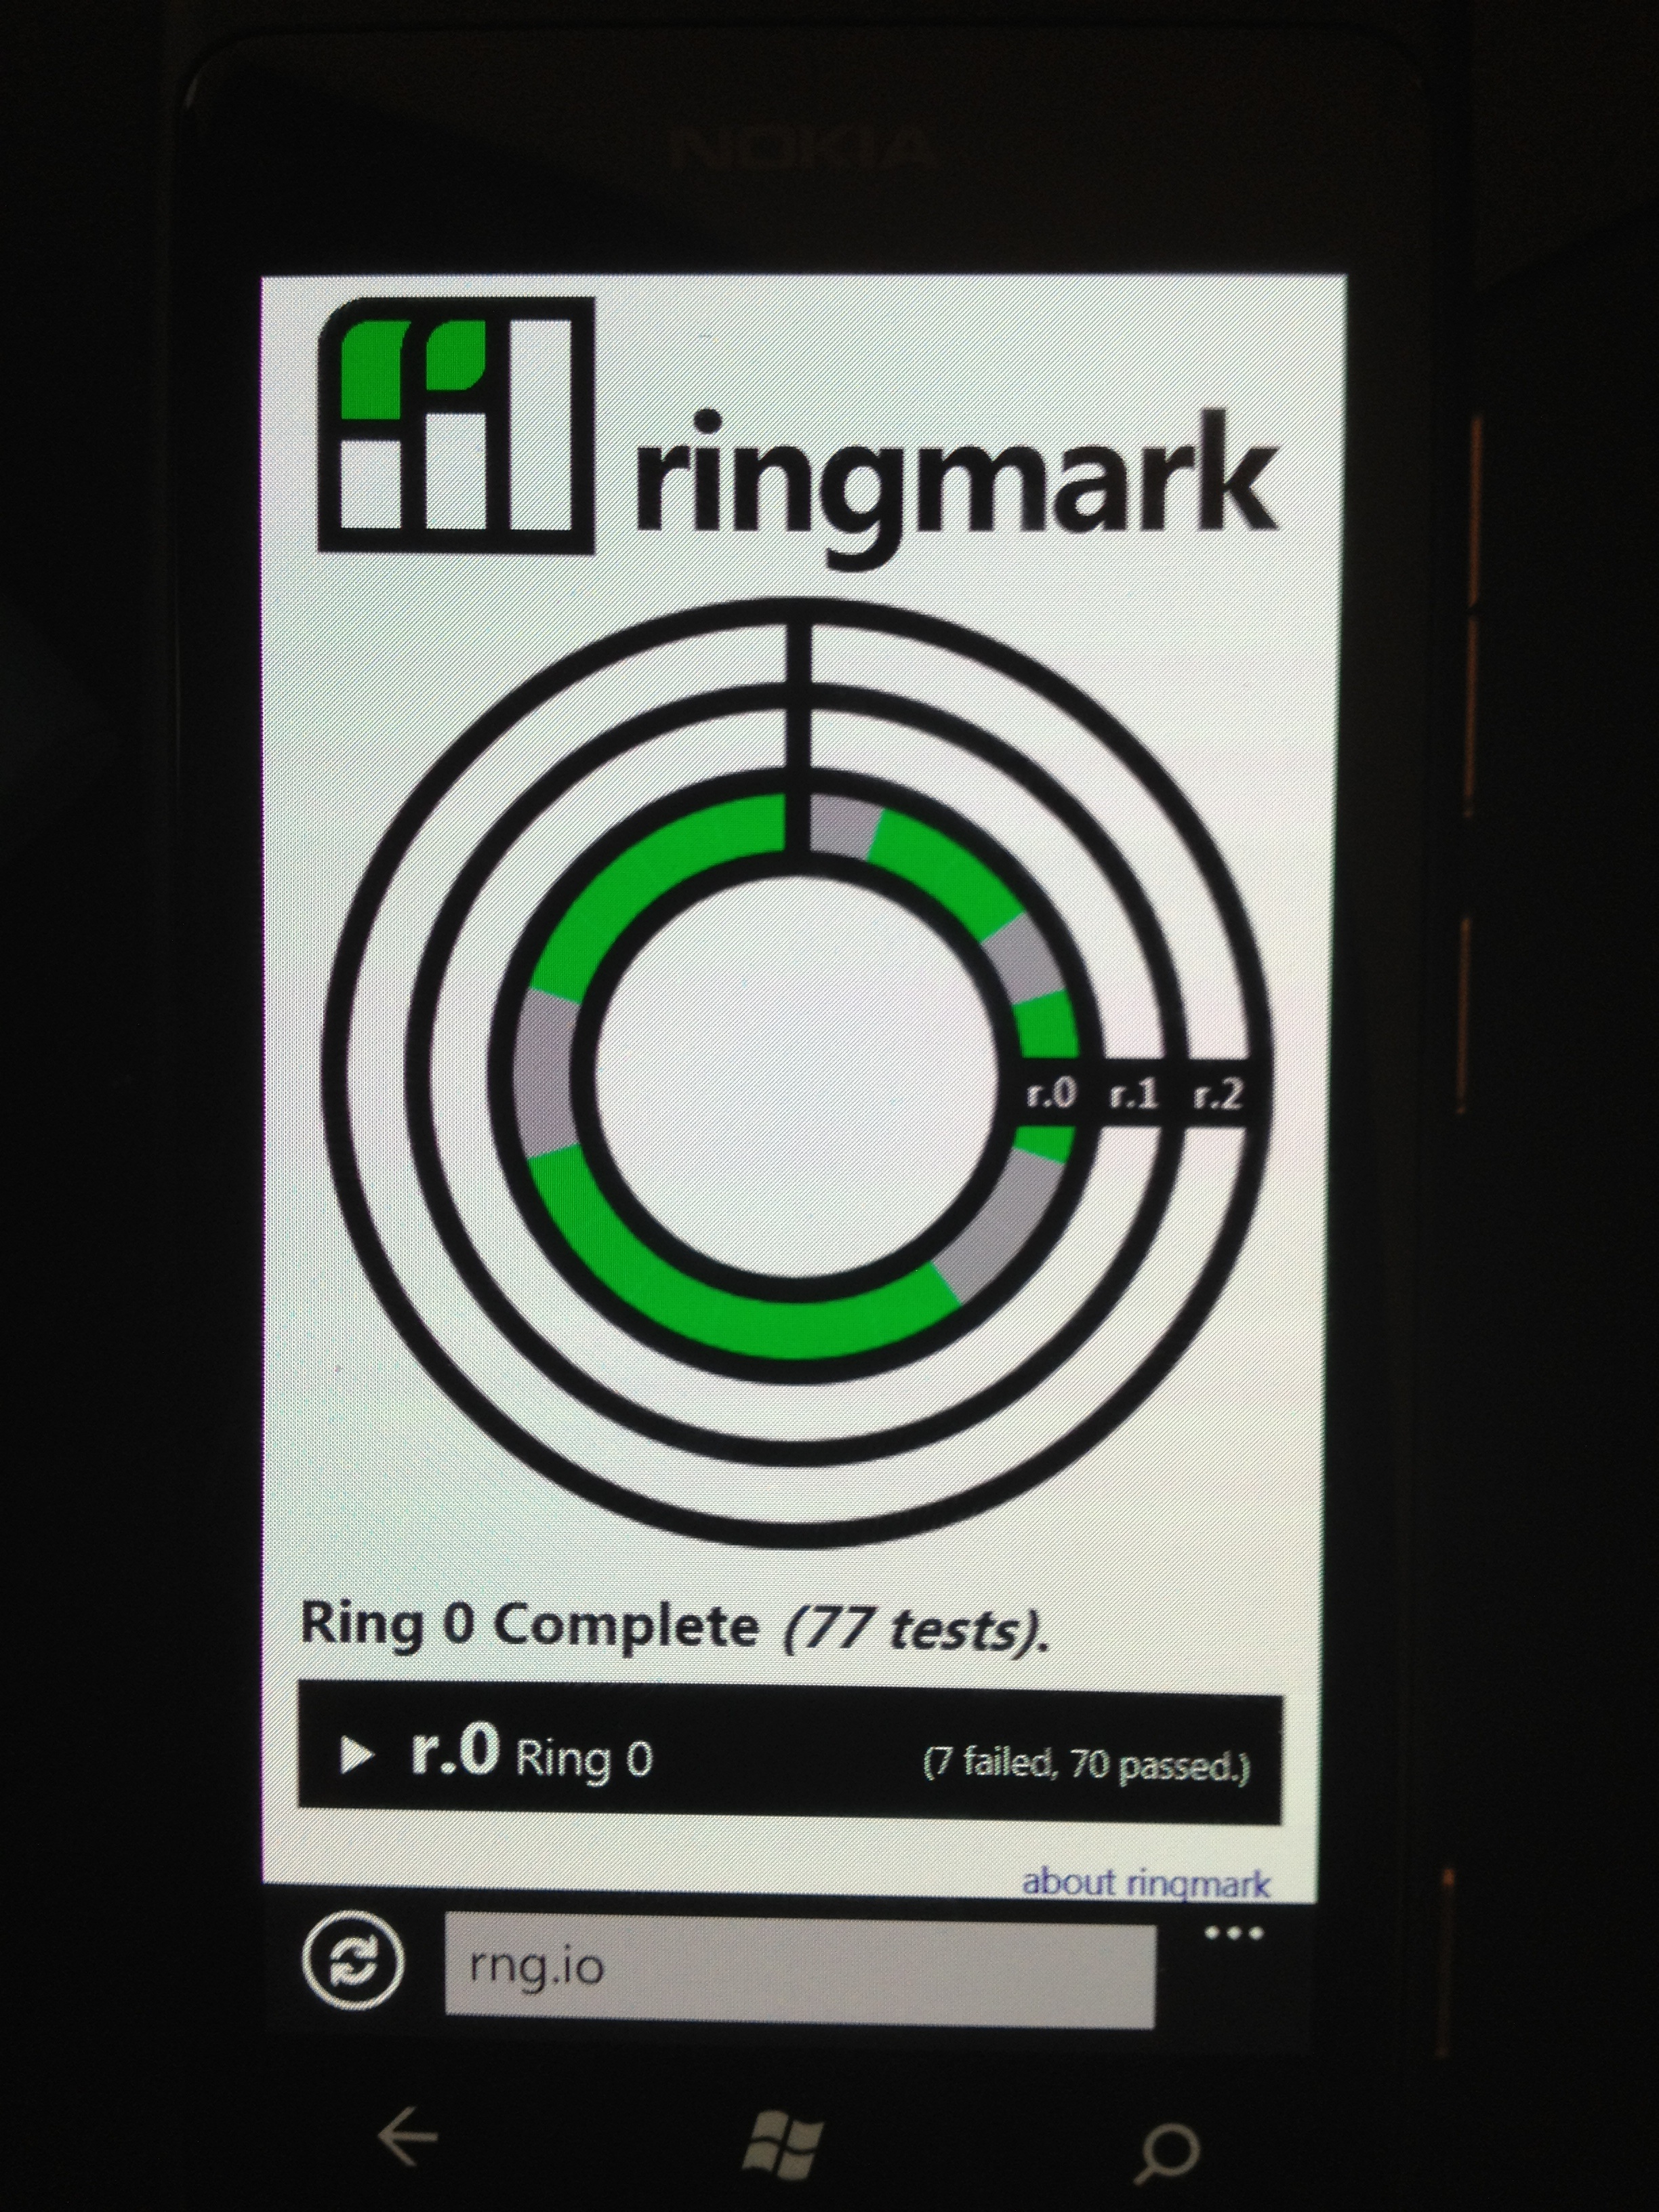 NOKIA
ringmark
r.0 r.1 r.2
Ring 0 Complete (77 tests).
r.0 Ring 0 (7 failed, 70 passed.)
about ringmark
rng.io